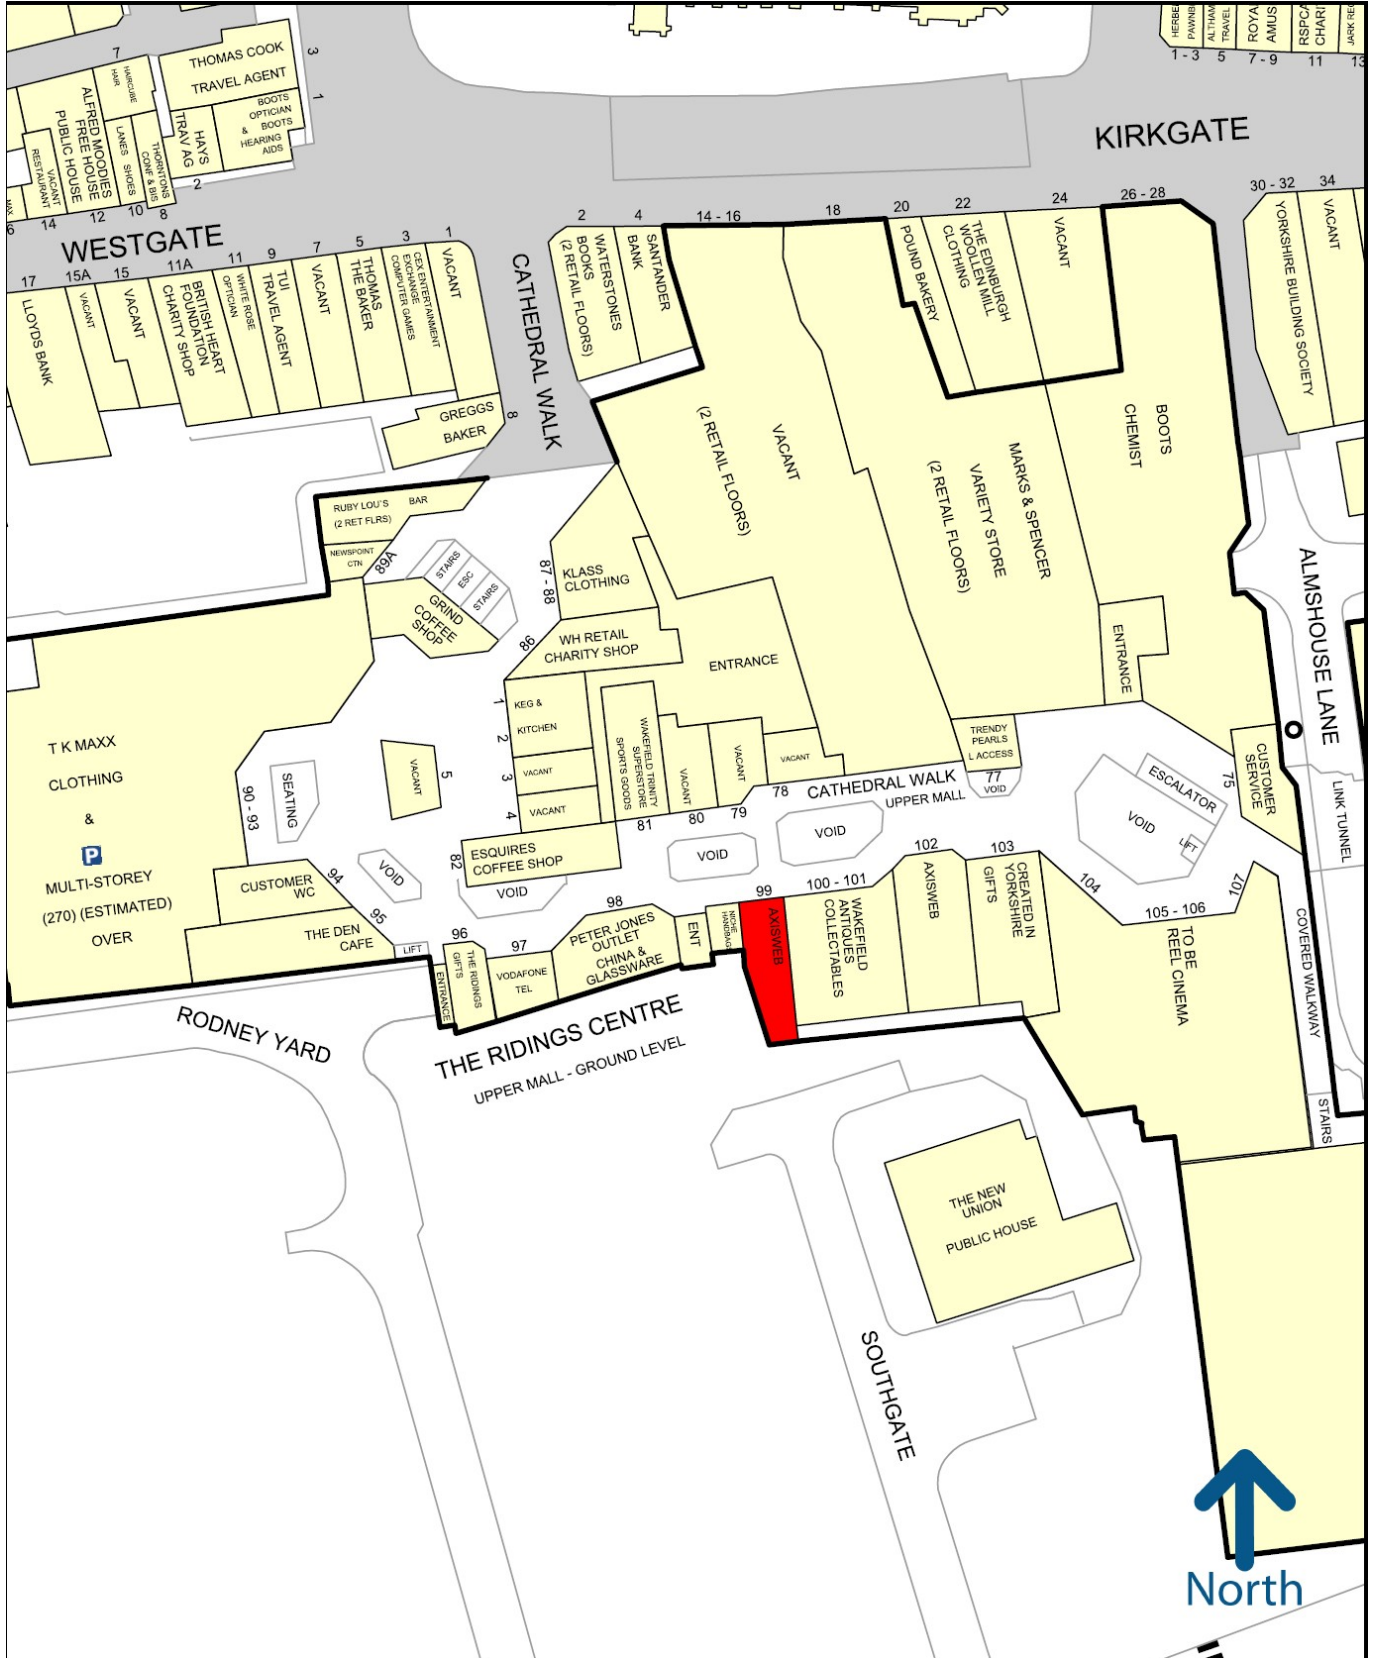 THOMAS COOK
TRAVEL AGENT
3
1
7
HAIRCUBE
HAIR
BOOTS
OPTICIAN
& BOOTS
HEARING
AIDS
HAYS
TRAV AG
2
ALFRED MOODIES
FREE HOUSE
PUBLIC HOUSE
VACANT
RESTAURANT
LANES SHOES
THORNTONS
CONF & BIS
MAX
6
14
12
10
8
1 - 3
5
7 - 9
11
13
PAWNB
ALTHAM
TRAVEL
ROYA
AMUS
RSPCA
CHARI
KIRKGATE
WESTGATE
17
15A
15
11A
11
9
7
5
3
1
LLOYDS BANK
VACANT
VACANT
BRITISH HEART
FOUNDATION
CHARITY SHOP
WHITE ROSE
OPTICIAN
TUI
TRAVEL AGENT
VACANT
THOMAS
THE BAKER
CEX ENTERTAINMENT
EXCHANGE
COMPUTER GAMES
VACANT
CATHEDRAL WALK
GREGGS
BAKER
8
2
4
14 - 16
18
20
22
24
26 - 28
30 - 32
34
WATERSTONES
BOOKS
(2 RETAIL FLOORS)
SANTANDER
BANK
POUND BAKERY
THE EDINBURGH
WOOLLEN MILL
CLOTHING
VACANT
YORKSHIRE BUILDING SOCIETY
VACANT
VACANT
(2 RETAIL FLOORS)
MARKS & SPENCER
VARIETY STORE
(2 RETAIL FLOORS)
BOOTS
CHEMIST
ALMSHOUSE LANE
RUBY LOU'S BAR
(2 RET FLRS)
NEWSPOINT
CTN
89A
STAIRS
ESC
STAIRS
GRIND
COFFEE
SHOP
87 - 88
KLASS
CLOTHING
86
WH RETAIL
CHARITY SHOP
ENTRANCE
ENTRANCE
KEG &
KITCHEN
1
2
3
4
VACANT
VACANT
WAKEFIELD TRINITY
SUPERSTORE
SPORTS GOODS
VACANT
VACANT
VACANT
81
80
79
78
TRENDY
PEARLS
L ACCESS
77
VOID
CATHEDRAL WALK
UPPER MALL
T K MAXX
CLOTHING
&
P
MULTI-STOREY
(270) (ESTIMATED)
OVER
90 - 93
SEATING
VACANT
5
82
ESQUIRES
COFFEE SHOP
VOID
VOID
VOID
VOID
VOID
ESCALATOR
LIFT
75
CUSTOMER
SERVICE
LINK TUNNEL
CUSTOMER
WC
94
95
THE DEN
CAFE
LIFT
96
ENTRANCE
THE RIDINGS
GIFTS
97
VODAFONE
TEL
98
PETER JONES
OUTLET
CHINA &
GLASSWARE
ENT
NICHE
HANDBAGS
99
AXISWEB
100 - 101
WAKEFIELD
ANTIQUES
COLLECTABLES
102
AXISWEB
103
CREATED IN
YORKSHIRE
GIFTS
104
105 - 106
107
TO BE
REEL CINEMA
COVERED WALKWAY
STAIRS
RODNEY YARD
THE RIDINGS CENTRE
UPPER MALL - GROUND LEVEL
THE NEW
UNION
PUBLIC HOUSE
SOUTHGATE
North